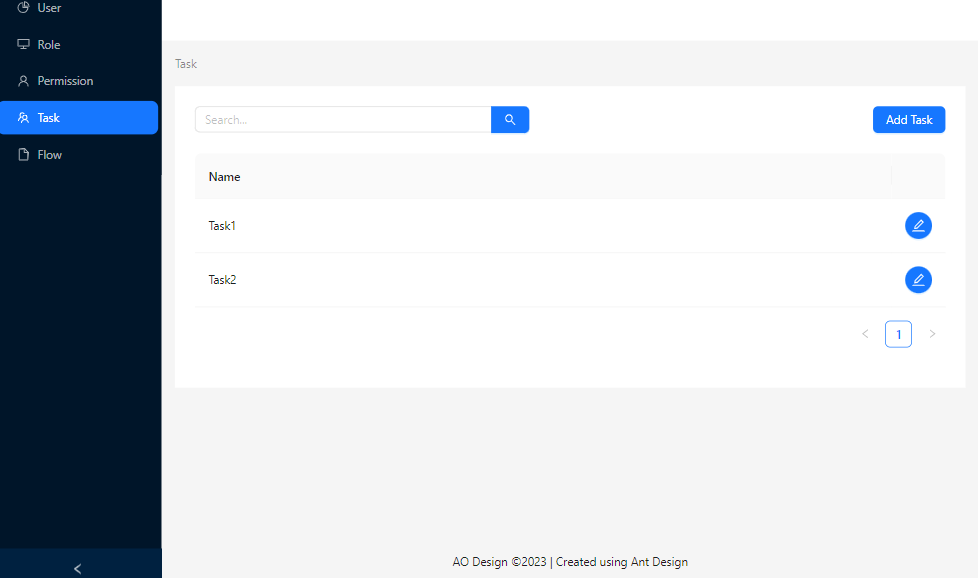 User
Role
Permission
Task
Flow
Task
Search...
Add Task
Name
Task1
Task2
< 1 >
<
AO Design ©2023 | Created using Ant Design